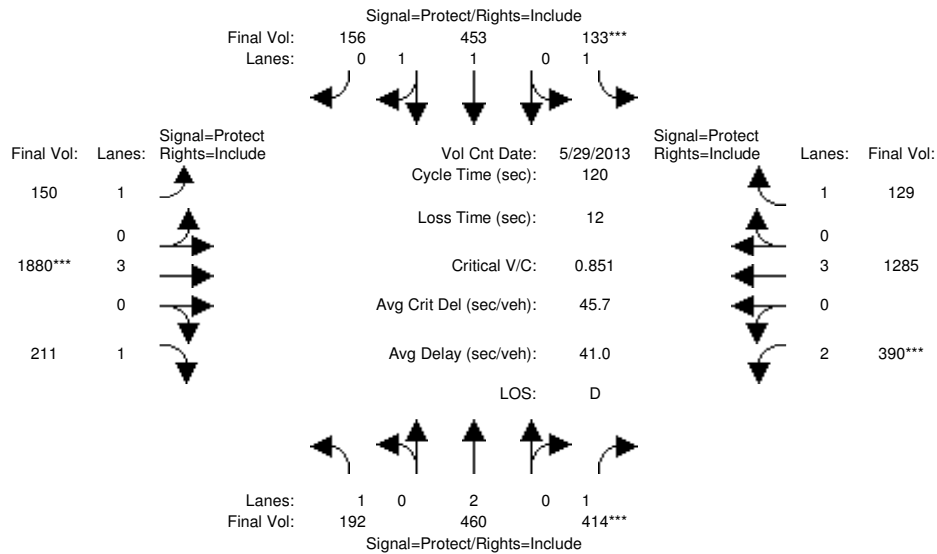 Signal=Protect/Rights=Include
Final Vol: 156 453 133***
Lanes: 0 1 1 0 1
Signal=Protect
Final Vol: Lanes: Rights=Include
Vol Cnt Date: 5/29/2013
Signal=Protect
Rights=Include Lanes: Final Vol:
Cycle Time (sec): 120
150 1
1 129
Loss Time (sec): 12
0
0
1880*** 3
Critical V/C: 0.851
3 1285
0
Avg Crit Del (sec/veh): 45.7
0
211 1
Avg Delay (sec/veh): 41.0
2 390***
LOS: D
Lanes: 1 0 2 0 1
Final Vol: 192 460 414***
Signal=Protect/Rights=Include